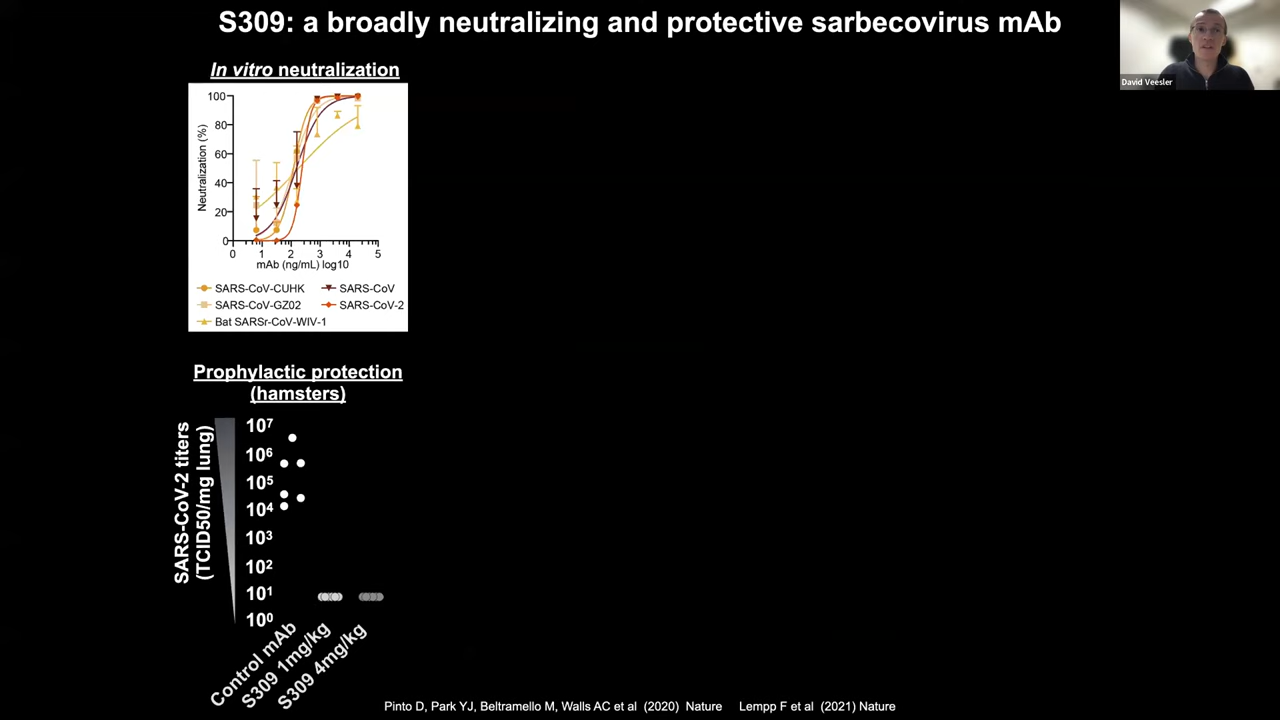 S309: a broadly neutralizing and protective sarbecovirus mAb
David Veesler
In vitro neutralization
Neutralization (%)
100
80
60
40
20
0
0 1 2 3 4 5
mAb (ng/mL) log10
SARS-CoV-CUHK SARS-CoV
SARS-CoV-GZ02 SARS-CoV-2
Bat SARSr-CoV-WIV-1
Prophylactic protection
(hamsters)
SARS-CoV-2 titers
(TCID50/mg lung)
10⁷
10⁶
10⁵
10⁴
10³
10²
10¹
10⁰
Control mAb
S309 1mg/kg
S309 4mg/kg
Pinto D, Park YJ, Beltramello M, Walls AC et al (2020) Nature Lempp F et al (2021) Nature